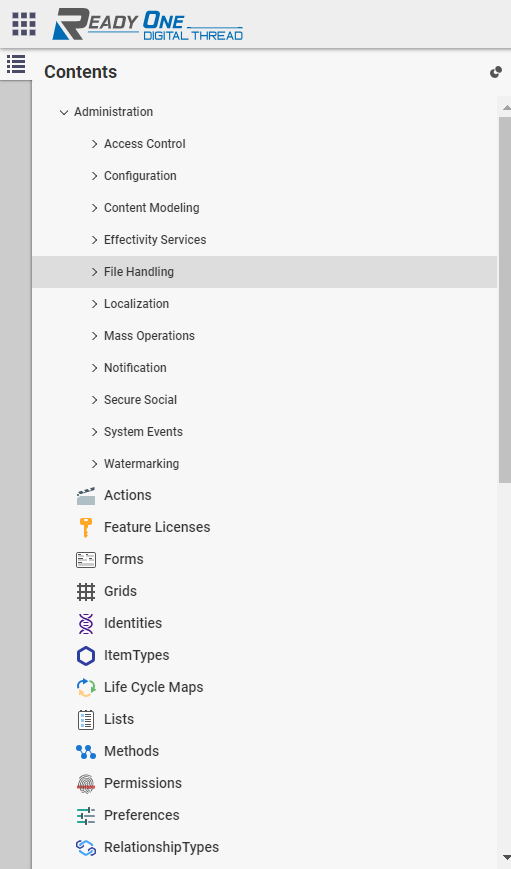 READY ONE
DIGITAL THREAD
Contents
Administration
Access Control
Configuration
Content Modeling
Effectivity Services
File Handling
Localization
Mass Operations
Notification
Secure Social
System Events
Watermarking
Actions
Feature Licenses
Forms
Grids
Identities
ItemTypes
Life Cycle Maps
Lists
Methods
Permissions
Preferences
RelationshipTypes